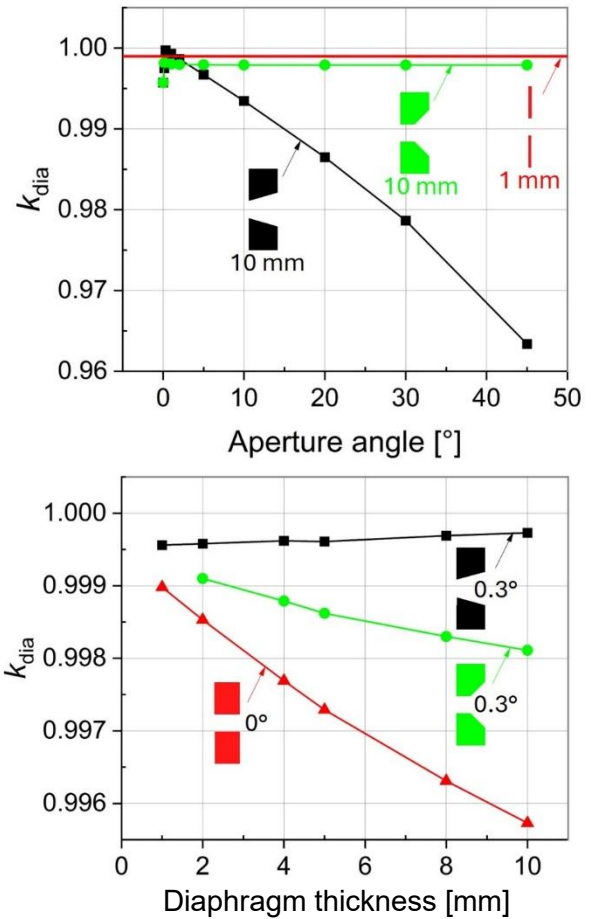 1.00
0.99
0.98
0.97
0.96
k_dia
10 mm
10 mm
1 mm
0 10 20 30 40 50
Aperture angle [°]
1.000
0.999
0.998
0.997
0.996
k_dia
0.3°
0.3°
0°
0 2 4 6 8 10
Diaphragm thickness [mm]